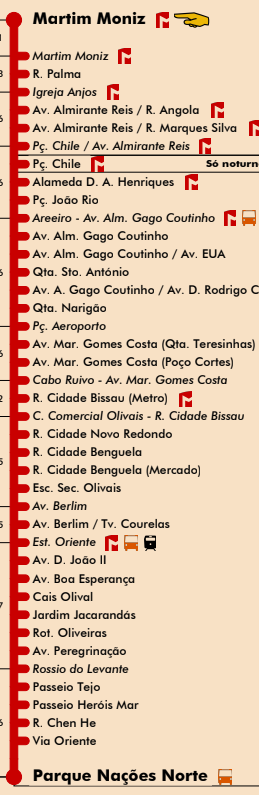 Martim Moniz
Martim Moniz
R. Palma
Igreja Anjos
Av. Almirante Reis / R. Angola
Av. Almirante Reis / R. Marques Silva
Pç. Chile / Av. Almirante Reis
Pç. Chile Só noturn
Alameda D. A. Henriques
Pç. João Rio
Areeiro - Av. Alm. Gago Coutinho
Av. Alm. Gago Coutinho
Av. Alm. Gago Coutinho / Av. EUA
Qta. Sto. António
Av. A. Gago Coutinho / Av. D. Rodrigo C
Qta. Narigão
Pç. Aeroporto
Av. Mar. Gomes Costa (Qta. Teresinhas)
Av. Mar. Gomes Costa (Poço Cortes)
Cabo Ruivo - Av. Mar. Gomes Costa
R. Cidade Bissau (Metro)
C. Comercial Olivais - R. Cidade Bissau
R. Cidade Novo Redondo
R. Cidade Benguela
R. Cidade Benguela (Mercado)
Esc. Sec. Olivais
Av. Berlim
Av. Berlim / Tv. Courelas
Est. Oriente
Av. D. João II
Av. Boa Esperança
Cais Olival
Jardim Jacarandás
Rot. Oliveiras
Av. Peregrinação
Rossio do Levante
Passeio Tejo
Passeio Heróis Mar
R. Chen He
Via Oriente
Parque Nações Norte